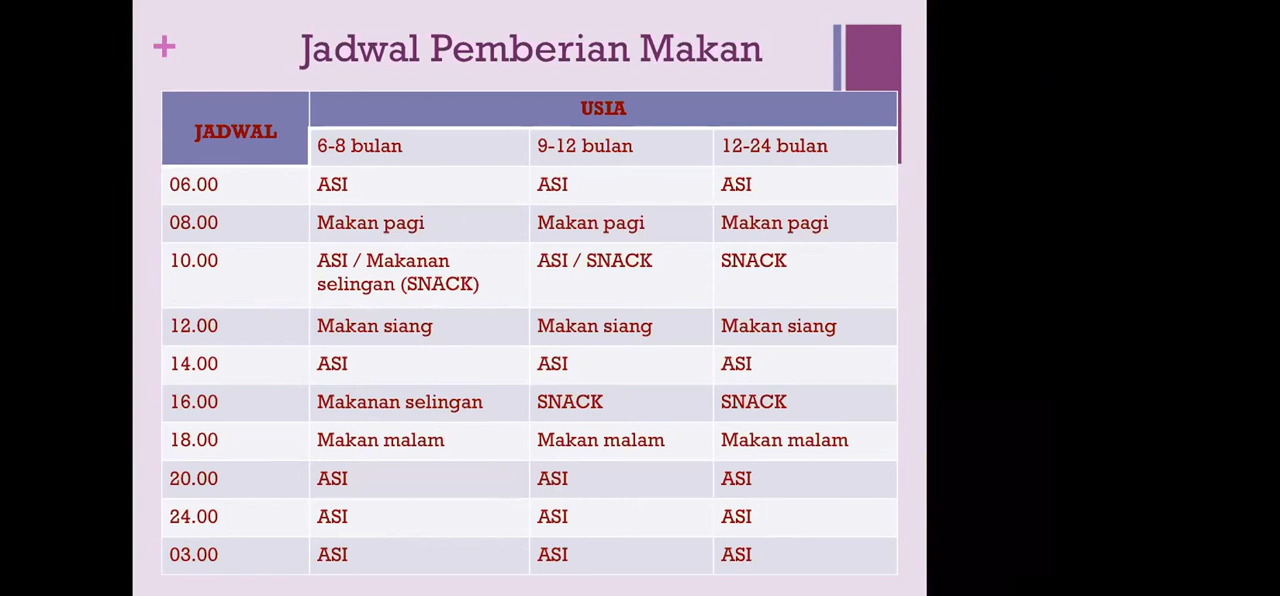 + Jadwal Pemberian Makan
JADWAL USIA
6-8 bulan 9-12 bulan 12-24 bulan
06.00 ASI ASI ASI
08.00 Makan pagi Makan pagi Makan pagi
10.00 ASI / Makanan ASI / SNACK SNACK
selingan (SNACK)
12.00 Makan siang Makan siang Makan siang
14.00 ASI ASI ASI
16.00 Makanan selingan SNACK SNACK
18.00 Makan malam Makan malam Makan malam
20.00 ASI ASI ASI
24.00 ASI ASI ASI
03.00 ASI ASI ASI